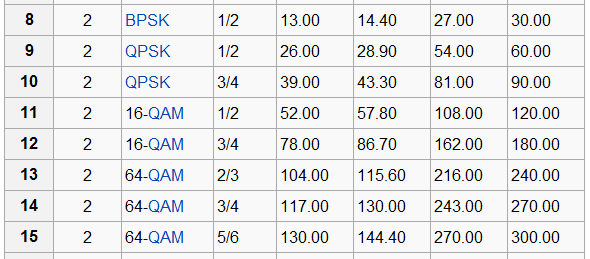 8 2 BPSK 1/2 13.00 14.40 27.00 30.00
9 2 QPSK 1/2 26.00 28.90 54.00 60.00
10 2 QPSK 3/4 39.00 43.30 81.00 90.00
11 2 16-QAM 1/2 52.00 57.80 108.00 120.00
12 2 16-QAM 3/4 78.00 86.70 162.00 180.00
13 2 64-QAM 2/3 104.00 115.60 216.00 240.00
14 2 64-QAM 3/4 117.00 130.00 243.00 270.00
15 2 64-QAM 5/6 130.00 144.40 270.00 300.00